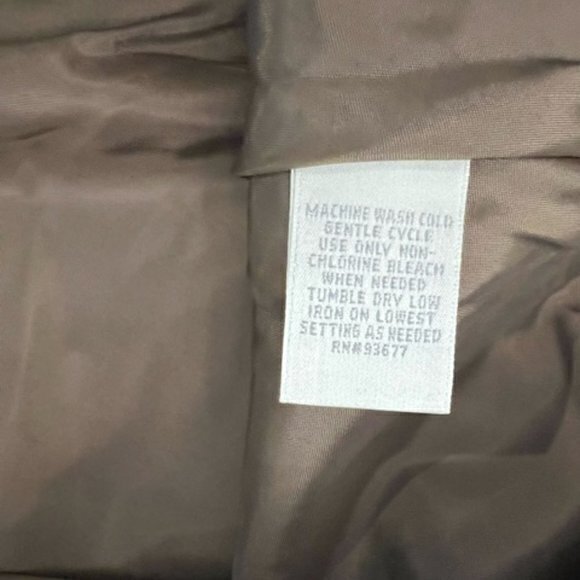 MACHINE WASH COLD
GENTLE CYCLE
USE ONLY NON-
CHLORINE BLEACH
WHEN NEEDED
TUMBLE DRY LOW
IRON ON LOWEST
SETTING AS NEEDED
RN#93677